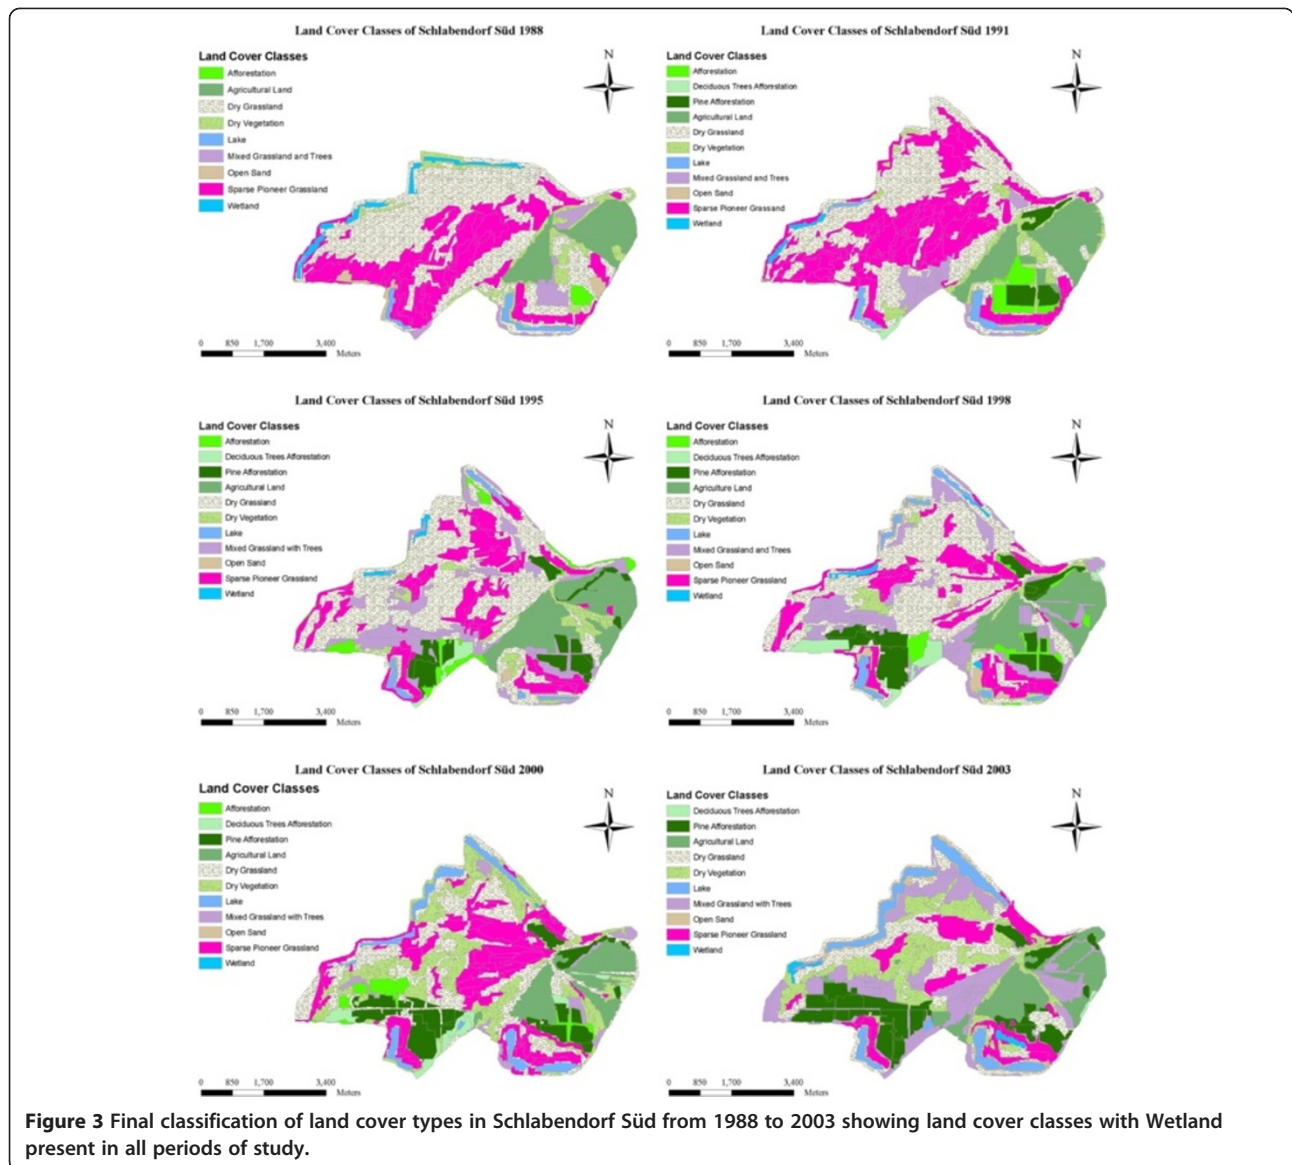 Land Cover Classes of Schlabendorf Süd 1988
N
Land Cover Classes
Afforestation
Agricultural Land
Dry Grassland
Dry Vegetation
Lake
Mixed Grassland and Trees
Open Sand
Sparse Pioneer Grassland
Wetland
0 850 1,700 3,400
Meters
Land Cover Classes of Schlabendorf Süd 1991
N
Land Cover Classes
Afforestation
Deciduous Trees Afforestation
Pine Afforestation
Agricultural Land
Dry Grassland
Dry Vegetation
Lake
Mixed Grassland and Trees
Open Sand
Sparse Pioneer Grassand
Wetland
0 850 1,700 3,400
Meters
Land Cover Classes of Schlabendorf Süd 1995
N
Land Cover Classes
Afforestation
Deciduous Trees Afforestation
Pine Afforestation
Agricultural Land
Dry Grassland
Dry Vegetation
Lake
Mixed Grassland with Trees
Open Sand
Sparse Pioneer Grassland
Wetland
0 850 1,700 3,400
Meters
Land Cover Classes of Schlabendorf Süd 1998
N
Land Cover Classes
Afforestation
Deciduous Trees Afforestation
Pine Afforestation
Agriculture Land
Dry Grassland
Dry Vegetation
Lake
Mixed Grassland and Trees
Open Sand
Sparse Pioneer Grassland
Wetland
0 850 1,700 3,400
Meters
Land Cover Classes of Schlabendorf Süd 2000
N
Land Cover Classes
Afforestation
Deciduous Trees Afforestation
Pine Afforestation
Agricultural Land
Dry Grassland
Dry Vegetation
Lake
Mixed Grassland with Trees
Open Sand
Sparse Pioneer Grassland
Wetland
0 850 1,700 3,400
Meters
Land Cover Classes of Schlabendorf Süd 2003
N
Land Cover Classes
Deciduous Trees Afforestation
Pine Afforestation
Agricultural Land
Dry Grassland
Dry Vegetation
Lake
Mixed Grassland with Trees
Open Sand
Sparse Pioneer Grassland
Wetland
0 850 1,700 3,400
Meters
Figure 3 Final classification of land cover types in Schlabendorf Süd from 1988 to 2003 showing land cover classes with Wetland
present in all periods of study.